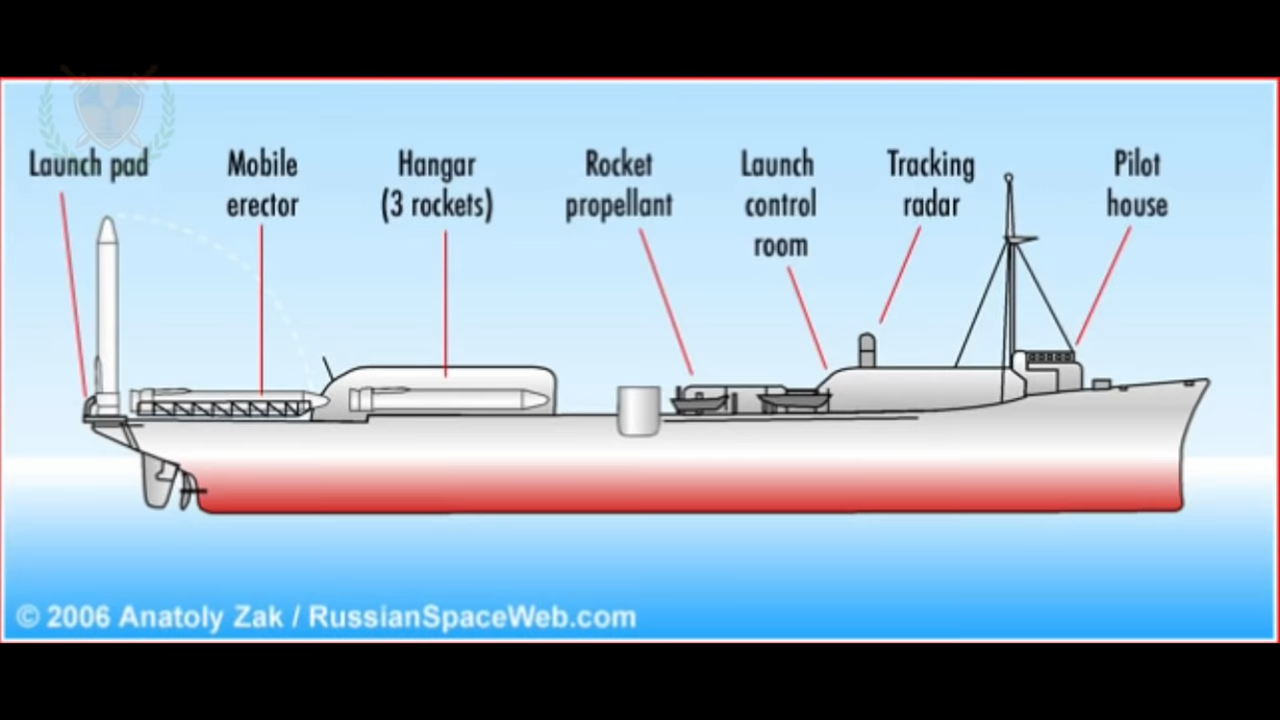 Launch pad
Mobile
erector
Hangar
(3 rockets)
Rocket
propellant
Launch
control
room
Tracking
radar
Pilot
house
© 2006 Anatoly Zak / RussianSpaceWeb.com